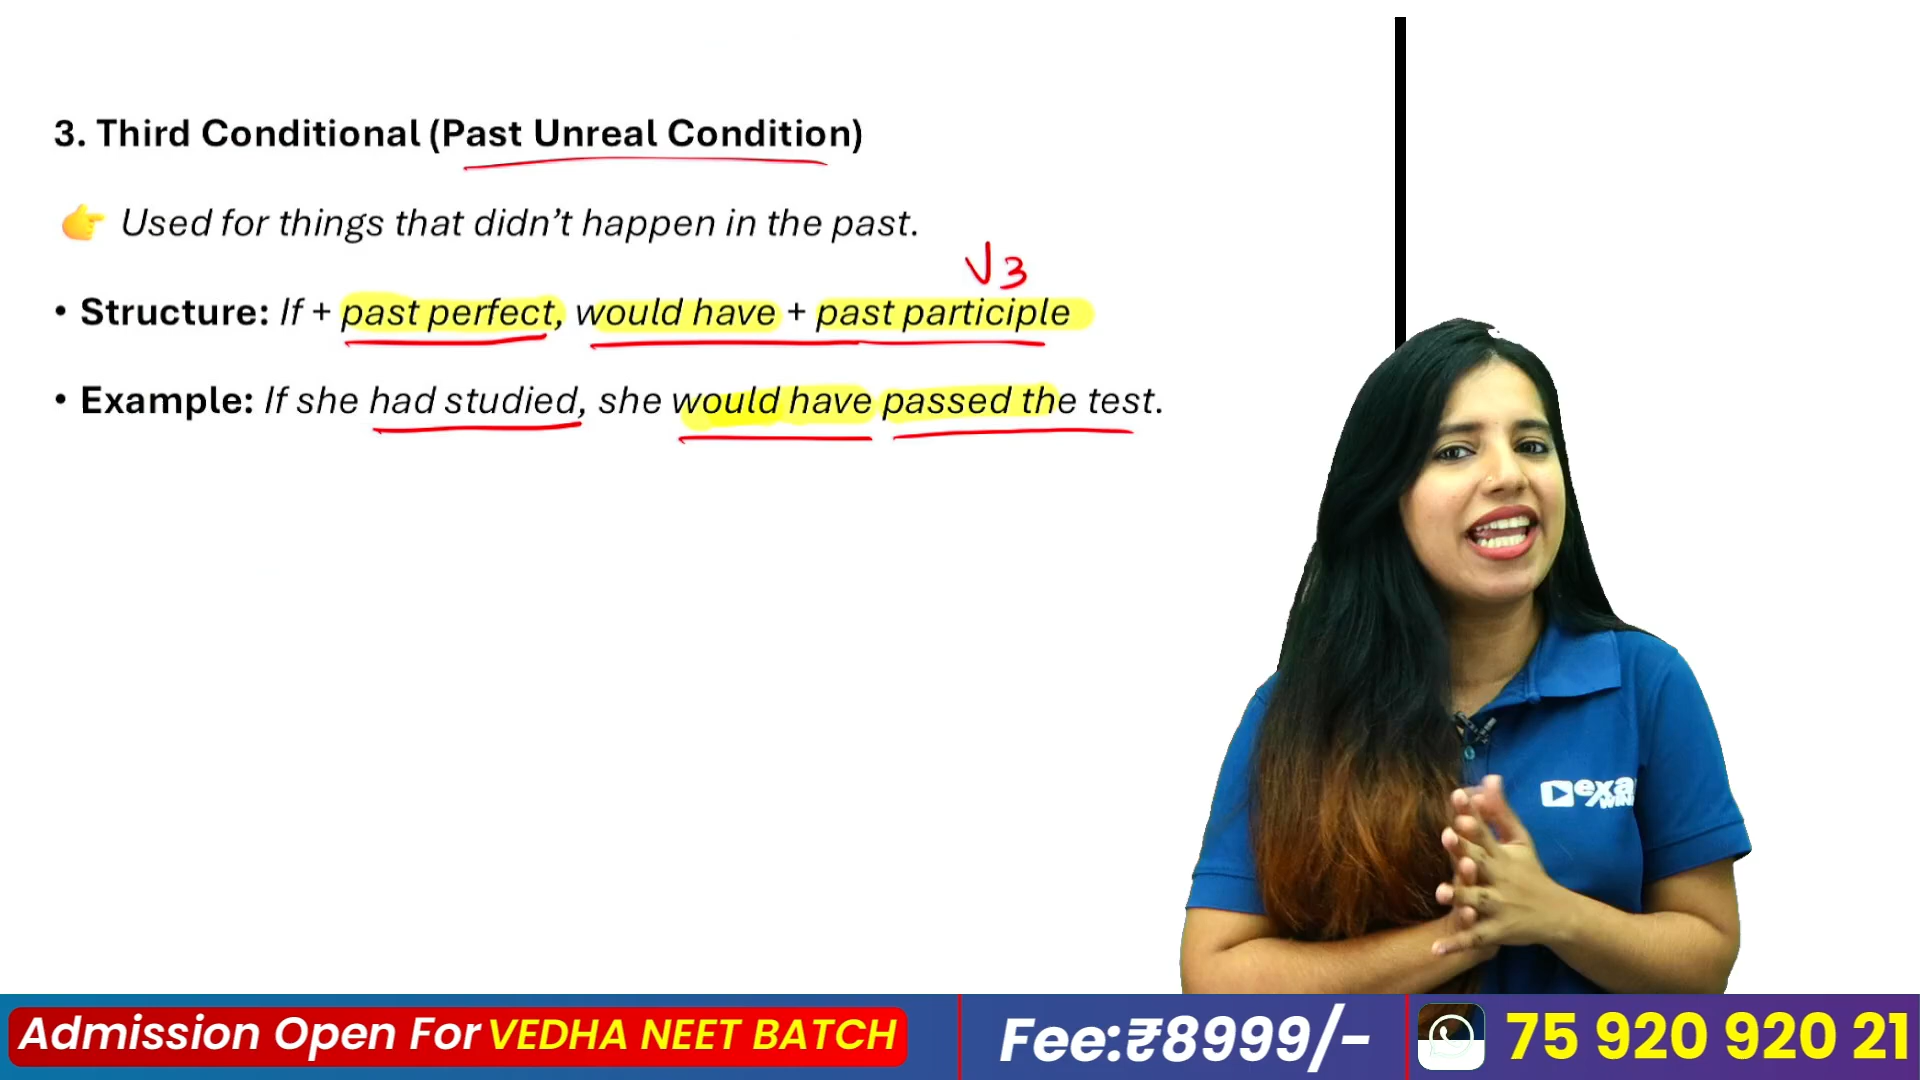 3. Third Conditional (Past Unreal Condition)
👉 Used for things that didn’t happen in the past.
V3
• Structure: If + past perfect, would have + past participle
• Example: If she had studied, she would have passed the test.
exa
WIN
Admission Open For VEDHA NEET BATCH
Fee:₹8999/-
75 920 920 21